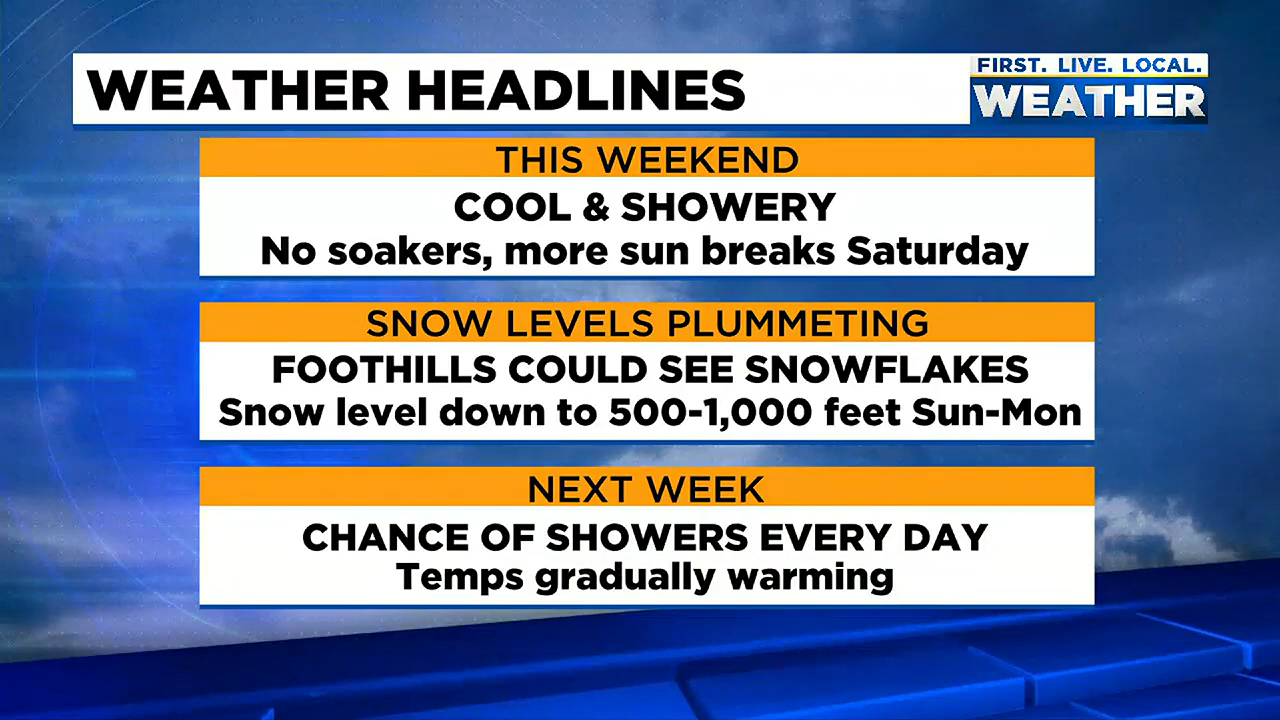 WEATHER HEADLINES
FIRST. LIVE. LOCAL.
WEATHER
THIS WEEKEND
COOL & SHOWERY
No soakers, more sun breaks Saturday
SNOW LEVELS PLUMMETING
FOOTHILLS COULD SEE SNOWFLAKES
Snow level down to 500-1,000 feet Sun-Mon
NEXT WEEK
CHANCE OF SHOWERS EVERY DAY
Temps gradually warming